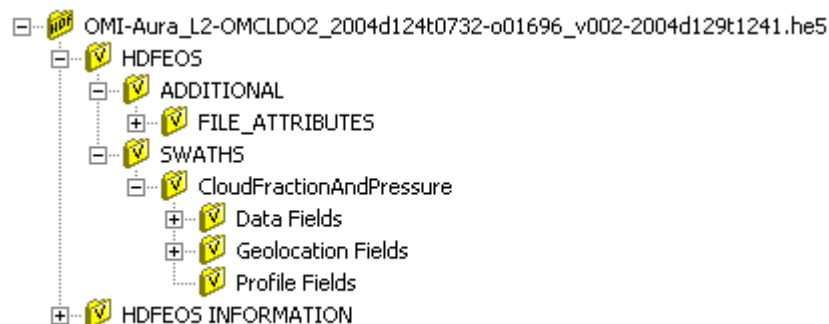 OMI-Aura_L2-OMCLDO2_2004d124t0732-o01696_v002-2004d129t1241.he5
HDFEOS
ADDITIONAL
FILE_ATTRIBUTES
SWATHS
CloudFractionAndPressure
Data Fields
Geolocation Fields
Profile Fields
HDFEOS INFORMATION